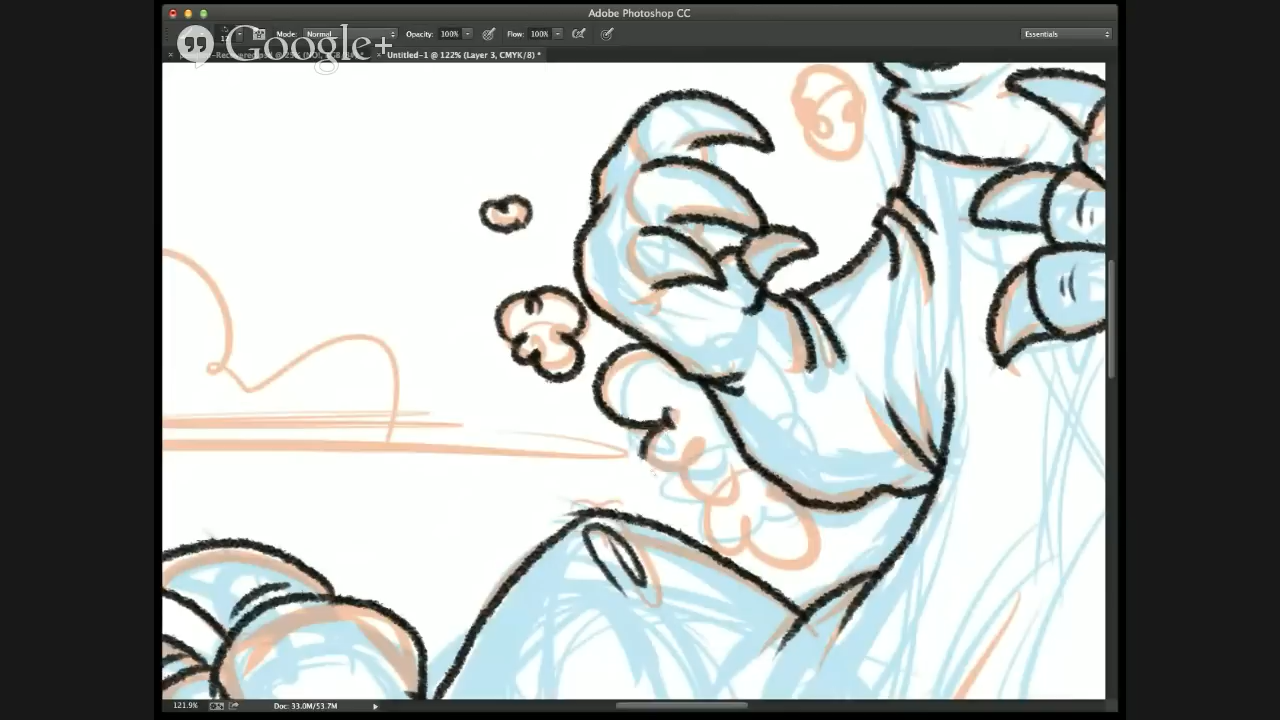 Adobe Photoshop CC
Google+
Mode: Normal Opacity: 100% Flow: 100% Essentials
Untitled-1 @ 122% (Layer 3, CMYK/8) *
121.9% Doc: 33.0M/53.7M